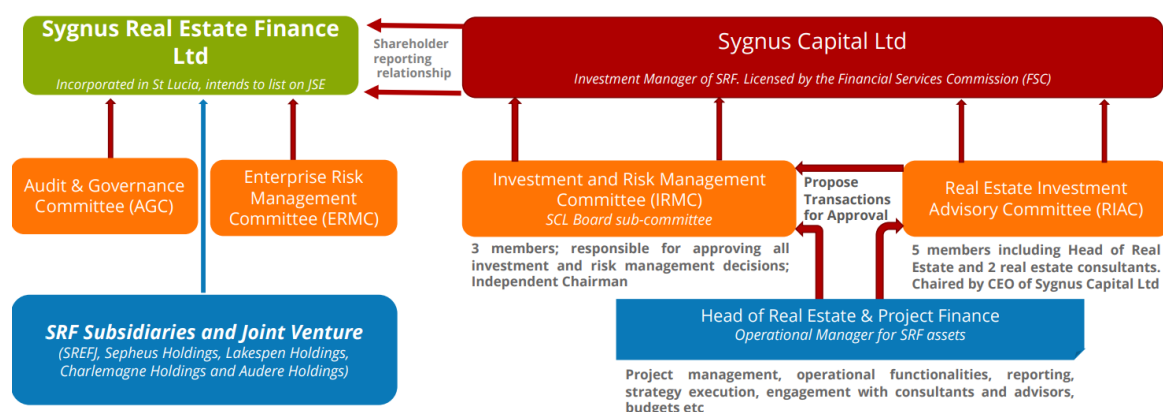 Sygnus Real Estate Finance
Ltd
Incorporated in St Lucia, intends to list on JSE
Shareholder
reporting
relationship
Sygnus Capital Ltd
Investment Manager of SRF. Licensed by the Financial Services Commission (FSC)
Audit & Governance
Committee (AGC)
Enterprise Risk
Management
Committee (ERMC)
Investment and Risk Management
Committee (IRMC)
SCL Board sub-committee
Propose
Transactions
for Approval
Real Estate Investment
Advisory Committee (RIAC)
3 members; responsible for approving all
investment and risk management decisions;
Independent Chairman
5 members including Head of Real
Estate and 2 real estate consultants.
Chaired by CEO of Sygnus Capital Ltd
SRF Subsidiaries and Joint Venture
(SREFJ, Sepheus Holdings, Lakespen Holdings,
Charlemagne Holdings and Audere Holdings)
Head of Real Estate & Project Finance
Operational Manager for SRF assets
Project management, operational functionalities, reporting,
strategy execution, engagement with consultants and advisors,
budgets etc